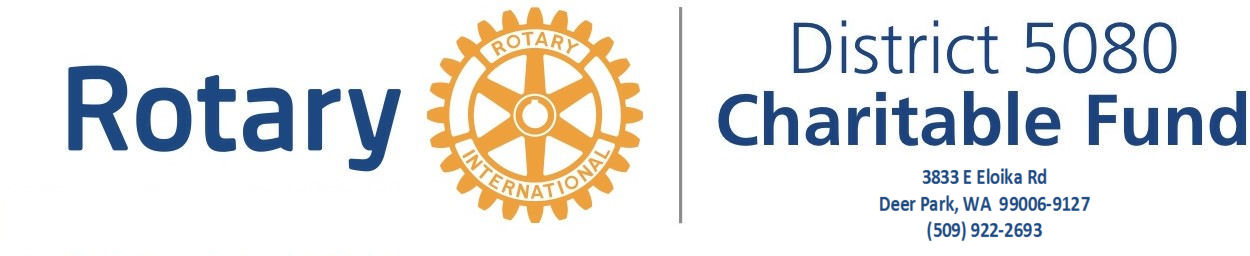 Rotary
ROTARY
INTERNATIONAL
District 5080
Charitable Fund
3833 E Eloika Rd
Deer Park, WA 99006-9127
(509) 922-2693